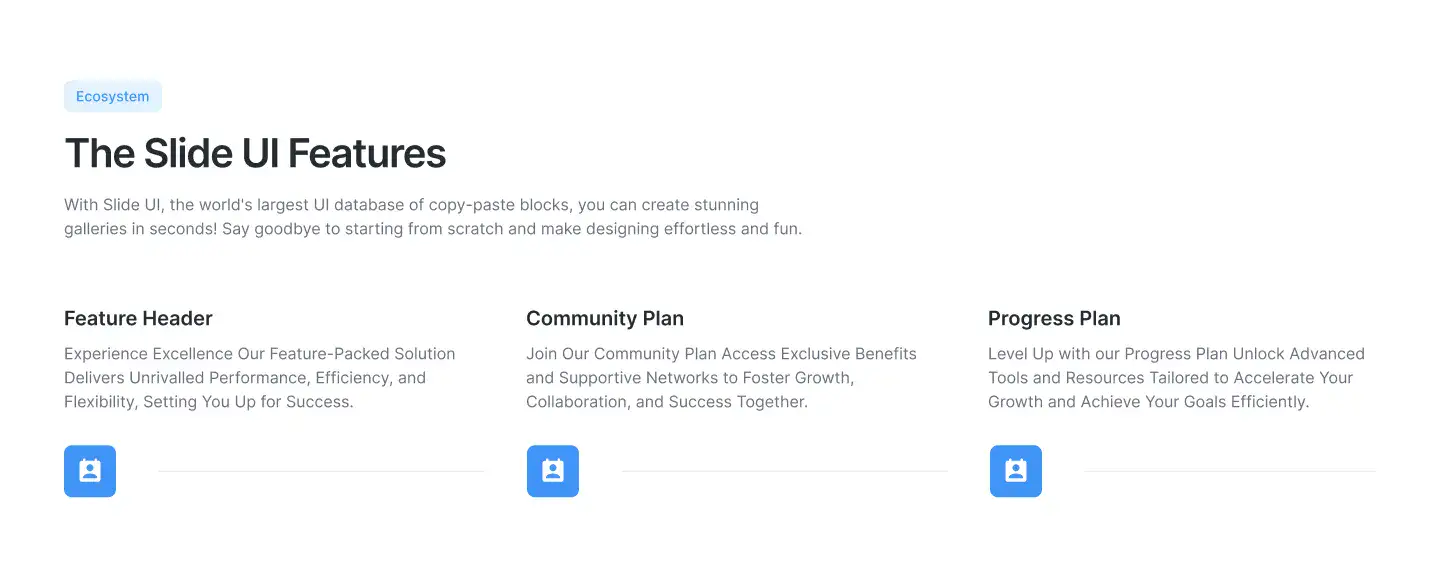 Ecosystem
The Slide UI Features
With Slide UI, the world's largest UI database of copy-paste blocks, you can create stunning
galleries in seconds! Say goodbye to starting from scratch and make designing effortless and fun.
Feature Header
Experience Excellence Our Feature-Packed Solution
Delivers Unrivalled Performance, Efficiency, and
Flexibility, Setting You Up for Success.
Community Plan
Join Our Community Plan Access Exclusive Benefits
and Supportive Networks to Foster Growth,
Collaboration, and Success Together.
Progress Plan
Level Up with our Progress Plan Unlock Advanced
Tools and Resources Tailored to Accelerate Your
Growth and Achieve Your Goals Efficiently.